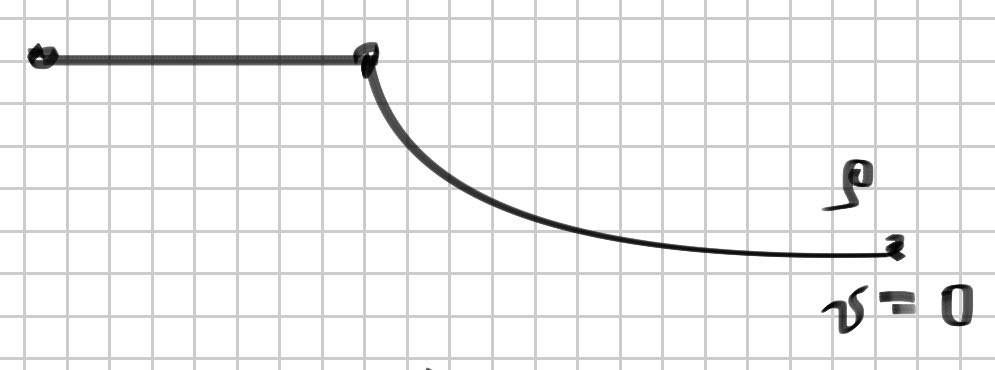 v = 0